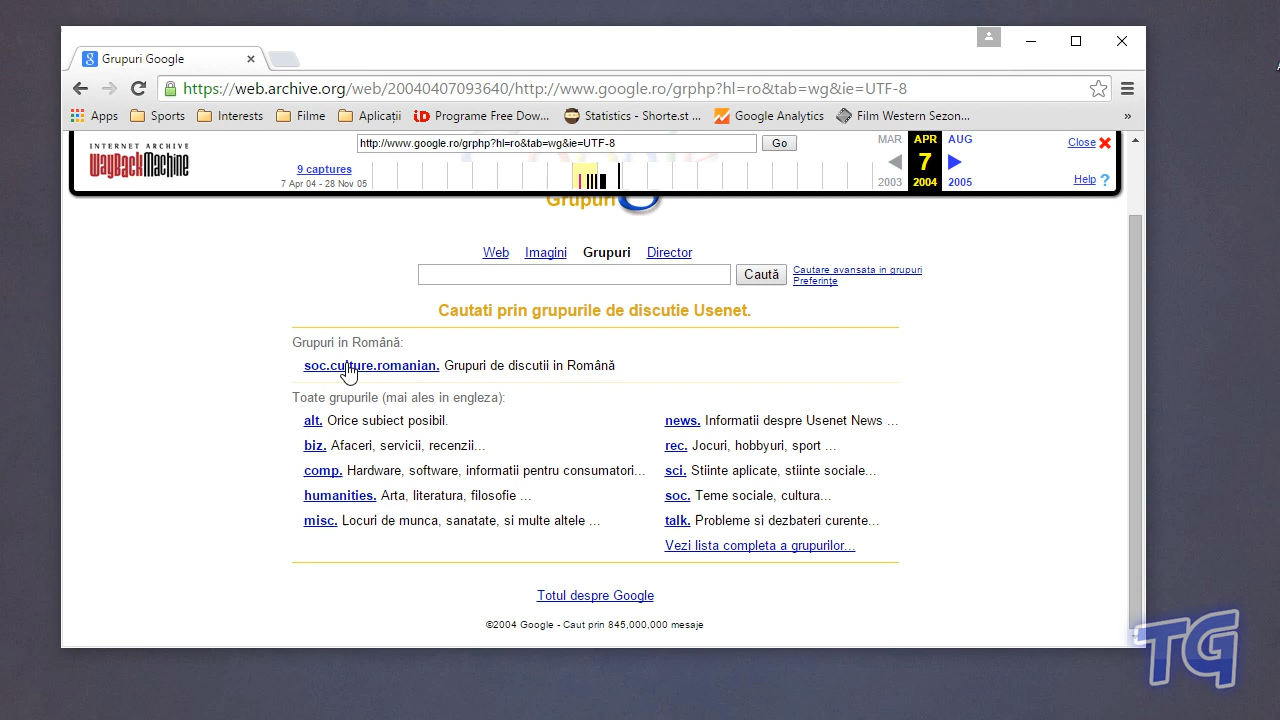 Grupuri Google
https://web.archive.org/web/20040407093640/http://www.google.ro/grphp?hl=ro&tab=wg&ie=UTF-8
Apps Sports Interests Filme Aplicații Programe Free Dow... Statistics - Shorte.st ... Google Analytics Film Western Sezon... »
INTERNET ARCHIVE
WayBackMachine
http://www.google.ro/grphp?hl=ro&tab=wg&ie=UTF-8 Go
9 captures
7 Apr 04 - 28 Nov 05
MAR APR AUG
7
2003 2004 2005
Close
Help ?
Grupuri
Web Imagini Grupuri Director
Caută
Cautare avansata in grupuri
Preferințe
Cautati prin grupurile de discutie Usenet.
Grupuri in Română:
soc.culture.romanian. Grupuri de discutii in Română
Toate grupurile (mai ales in engleza):
alt. Orice subiect posibil.
biz. Afaceri, servicii, recenzii...
comp. Hardware, software, informatii pentru consumatori...
humanities. Arta, literatura, filosofie ...
misc. Locuri de munca, sanatate, si multe altele ...
news. Informatii despre Usenet News ...
rec. Jocuri, hobbyuri, sport ...
sci. Stiinte aplicate, stiinte sociale...
soc. Teme sociale, cultura...
talk. Probleme si dezbateri curente...
Vezi lista completa a grupurilor...
Totul despre Google
©2004 Google - Caut prin 845,000,000 mesaje
TG